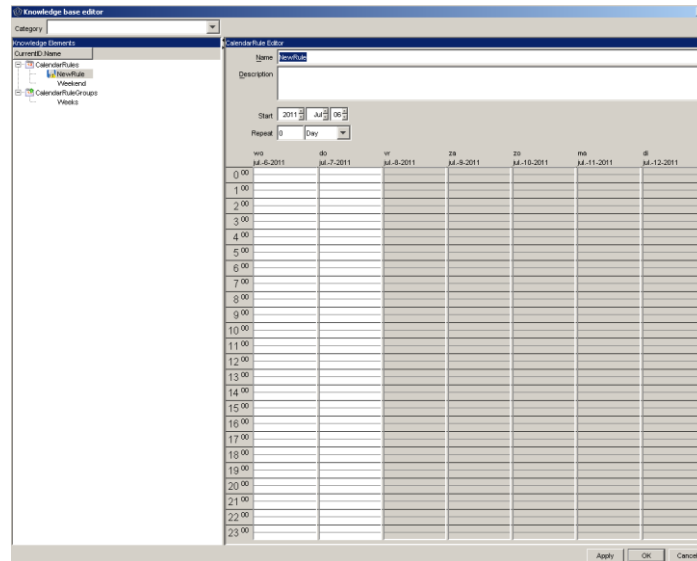 Knowledge base editor
Category
Knowledge Elements
CurrentID.Name
CalendarRules
NewRule
Weekend
CalendarRuleGroups
Weeks
CalendarRule Editor
Name NewRule
Description
Start 2011 Jul 06
Repeat 0 Day
wo do vr za zo ma di
jul.-6-2011 jul.-7-2011 jul.-8-2011 jul.-9-2011 jul.-10-2011 jul.-11-2011 jul.-12-2011
0 00
1 00
2 00
3 00
4 00
5 00
6 00
7 00
8 00
9 00
10 00
11 00
12 00
13 00
14 00
15 00
16 00
17 00
18 00
19 00
20 00
21 00
22 00
23 00
Apply OK Cancel